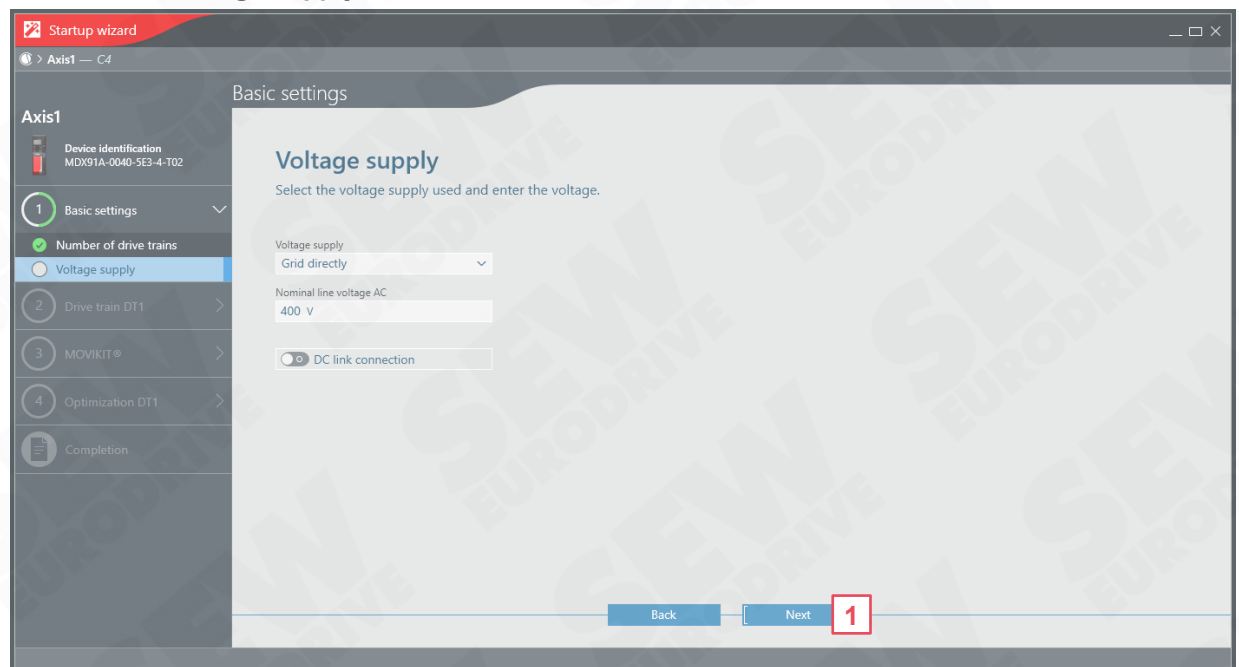 Startup wizard
> Axis1 — C4
Basic settings
Axis1
Device identification
MDX91A-0040-5E3-4-T02
1 Basic settings
Number of drive trains
Voltage supply
2 Drive train DT1
3 MOVIKIT®
4 Optimization DT1
Completion
Voltage supply
Select the voltage supply used and enter the voltage.
Voltage supply
Grid directly
Nominal line voltage AC
400 V
DC link connection
Back
Next
1
SEW
EURODRIVE